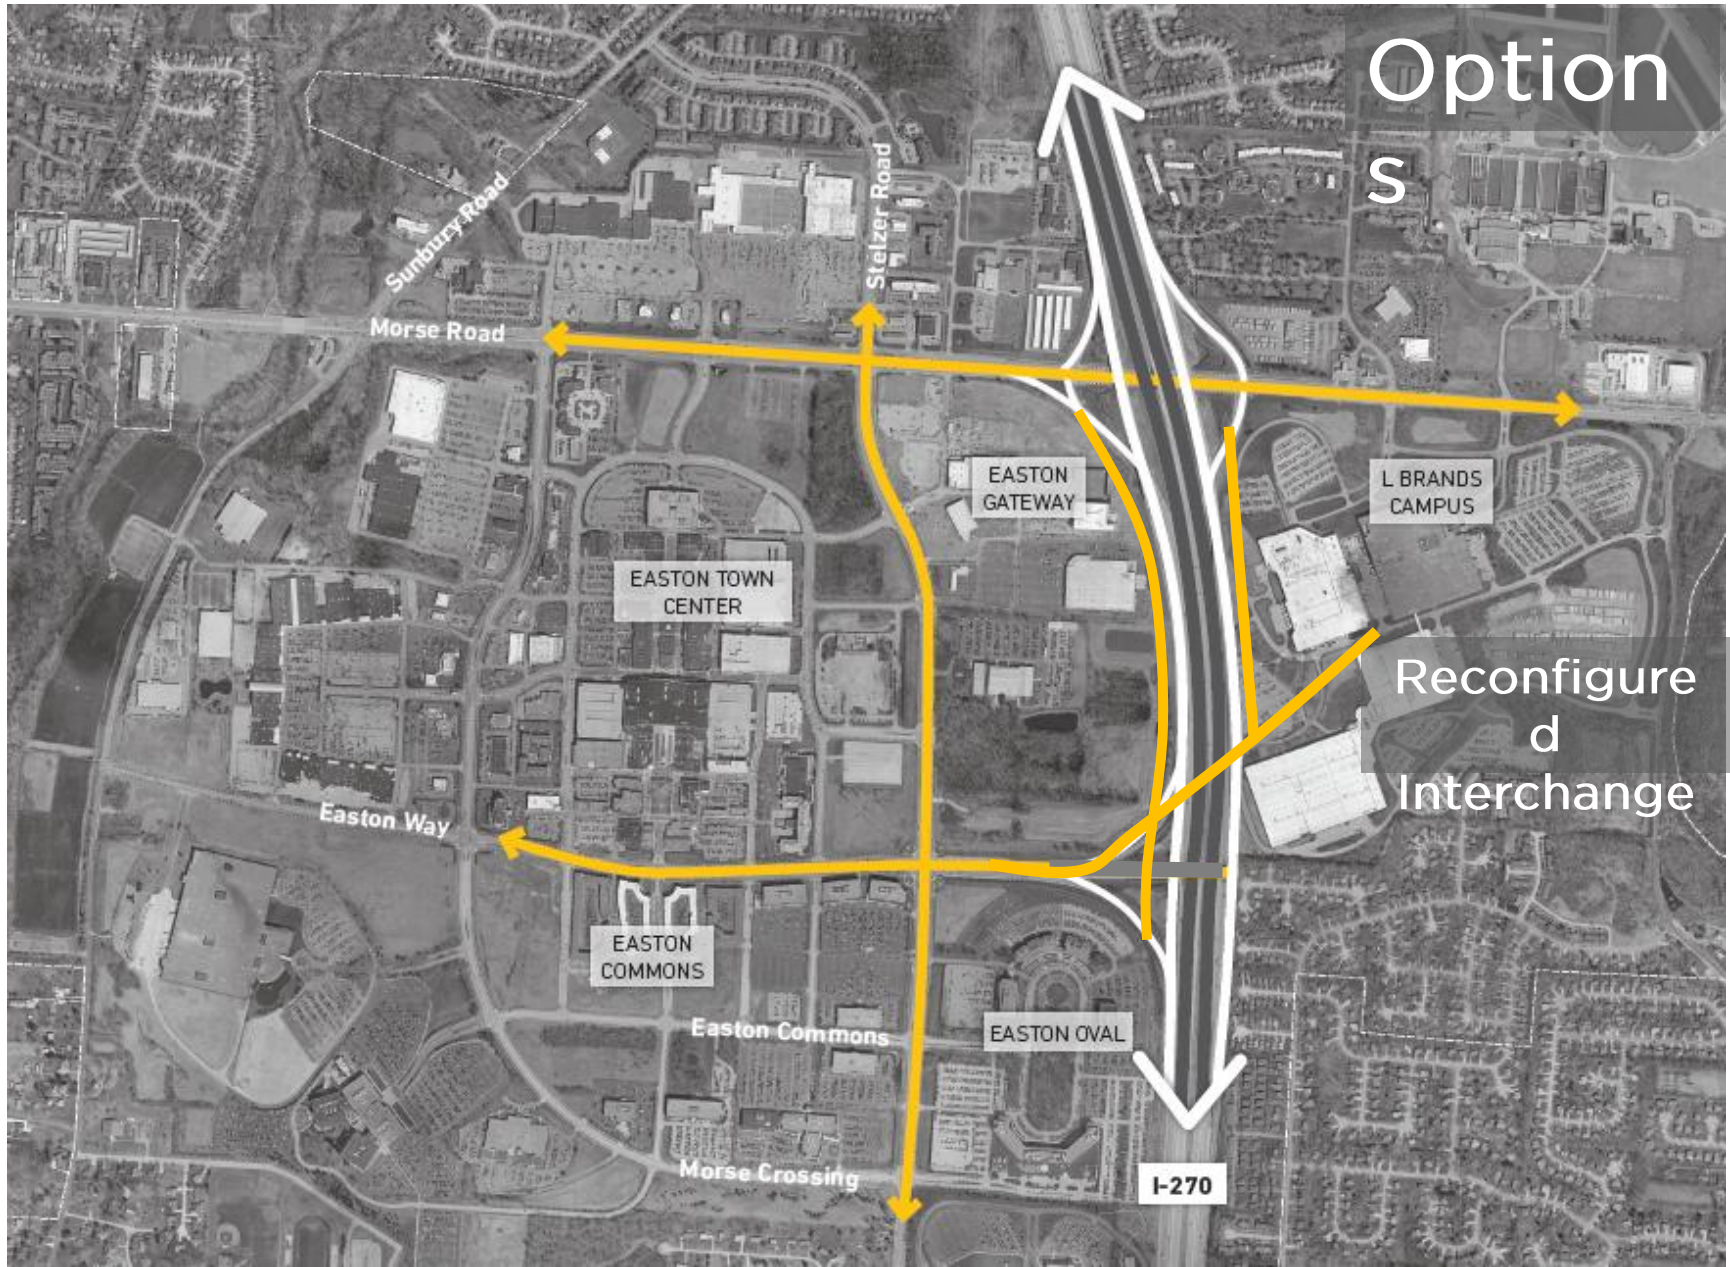 Option
s
Stelzer Road
Sunbury Road
Morse Road
EASTON
GATEWAY
L BRANDS
CAMPUS
EASTON TOWN
CENTER
Reconfigure
d
Interchange
Easton Way
EASTON
COMMONS
Easton Commons
EASTON OVAL
Morse Crossing
I-270